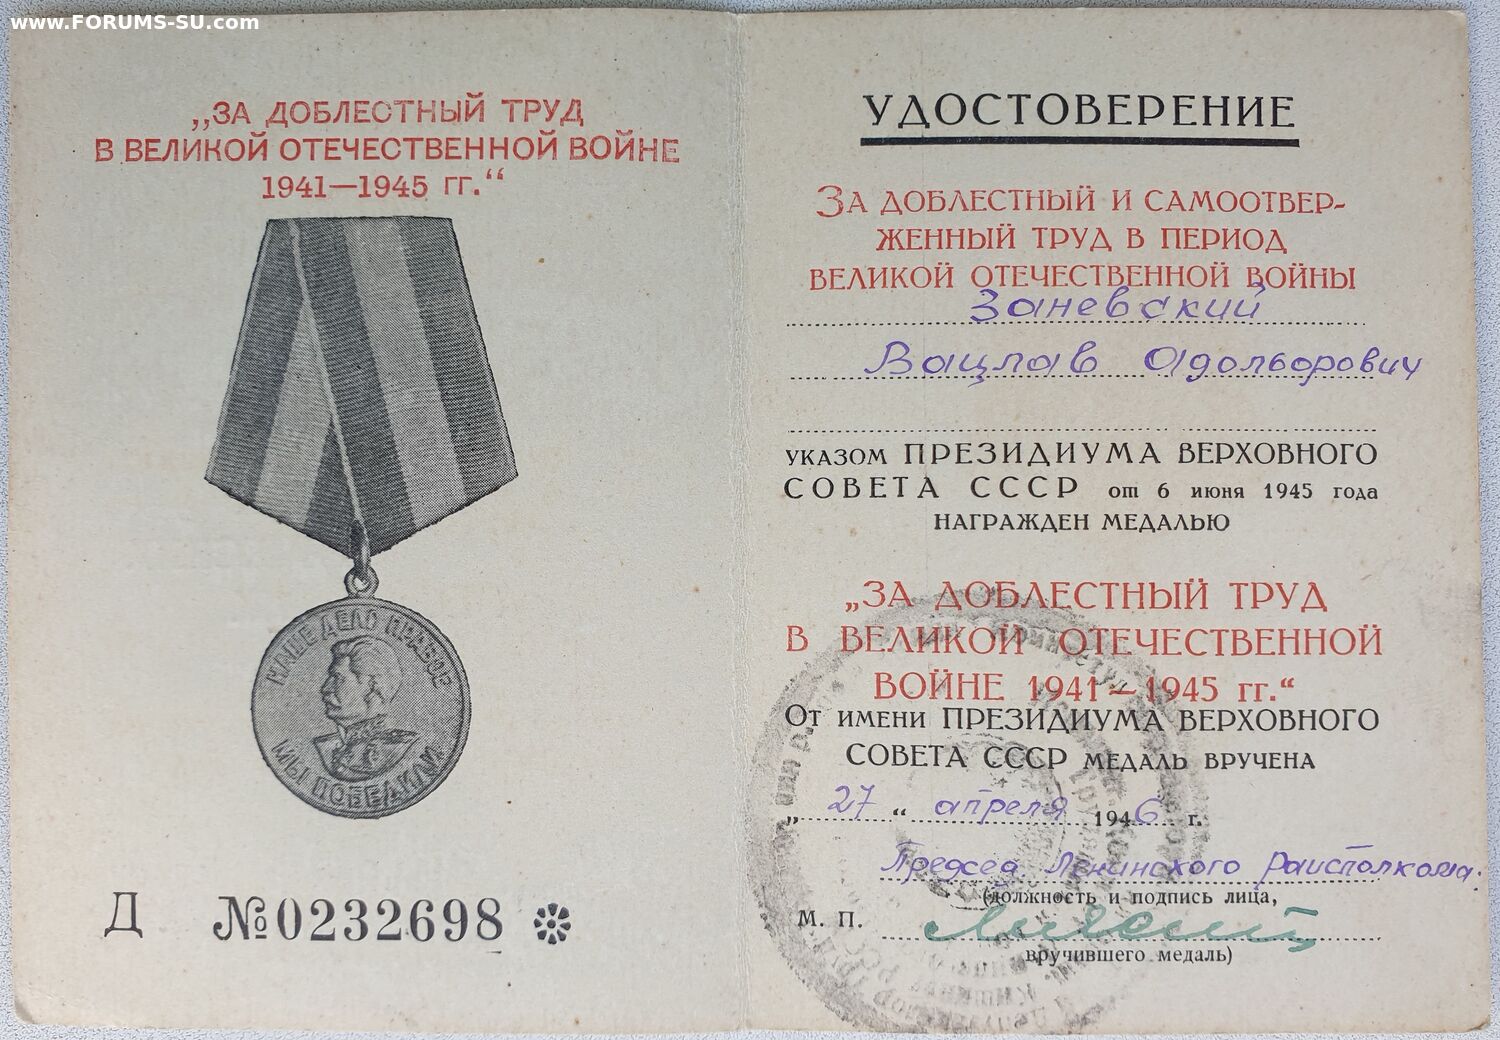 www.FORUMS-SU.com
„ЗА ДОБЛЕСТНЫЙ ТРУД
В ВЕЛИКОЙ ОТЕЧЕСТВЕННОЙ ВОЙНЕ
1941—1945 гг.“
НАШЕ ДЕЛО ПРАВОЕ
МЫ ПОБЕДИЛИ
Д №0232698
УДОСТОВЕРЕНИЕ
ЗА ДОБЛЕСТНЫЙ И САМООТВЕР-
ЖЕННЫЙ ТРУД В ПЕРИОД
ВЕЛИКОЙ ОТЕЧЕСТВЕННОЙ ВОЙНЫ
Заневский
Вацлав Адольфович
УКАЗОМ ПРЕЗИДИУМА ВЕРХОВНОГО
СОВЕТА СССР от 6 июня 1945 года
НАГРАЖДЕН МЕДАЛЬЮ
„ЗА ДОБЛЕСТНЫЙ ТРУД
В ВЕЛИКОЙ ОТЕЧЕСТВЕННОЙ
ВОЙНЕ 1941—1945 гг.“
От имени ПРЕЗИДИУМА ВЕРХОВНОГО
СОВЕТА СССР МЕДАЛЬ ВРУЧЕНА
„ 27 “ апреля 1946 г.
Председ Ленинского Раисполкома.
(должность и подпись лица,
М. П.
вручившего медаль)